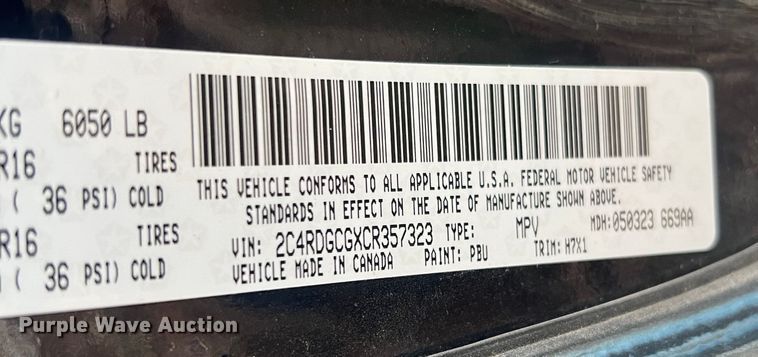 KG 6050 LB
R16 TIRES
( 36 PSI) COLD
R16 TIRES
( 36 PSI) COLD
THIS VEHICLE CONFORMS TO ALL APPLICABLE U.S.A. FEDERAL MOTOR VEHICLE SAFETY
STANDARDS IN EFFECT ON THE DATE OF MANUFACTURE SHOWN ABOVE.
VIN: 2C4RDGCGXCR357323 TYPE: MPV MDH:050323 669AA
VEHICLE MADE IN CANADA PAINT: PBU TRIM: H7X1
Purple Wave Auction